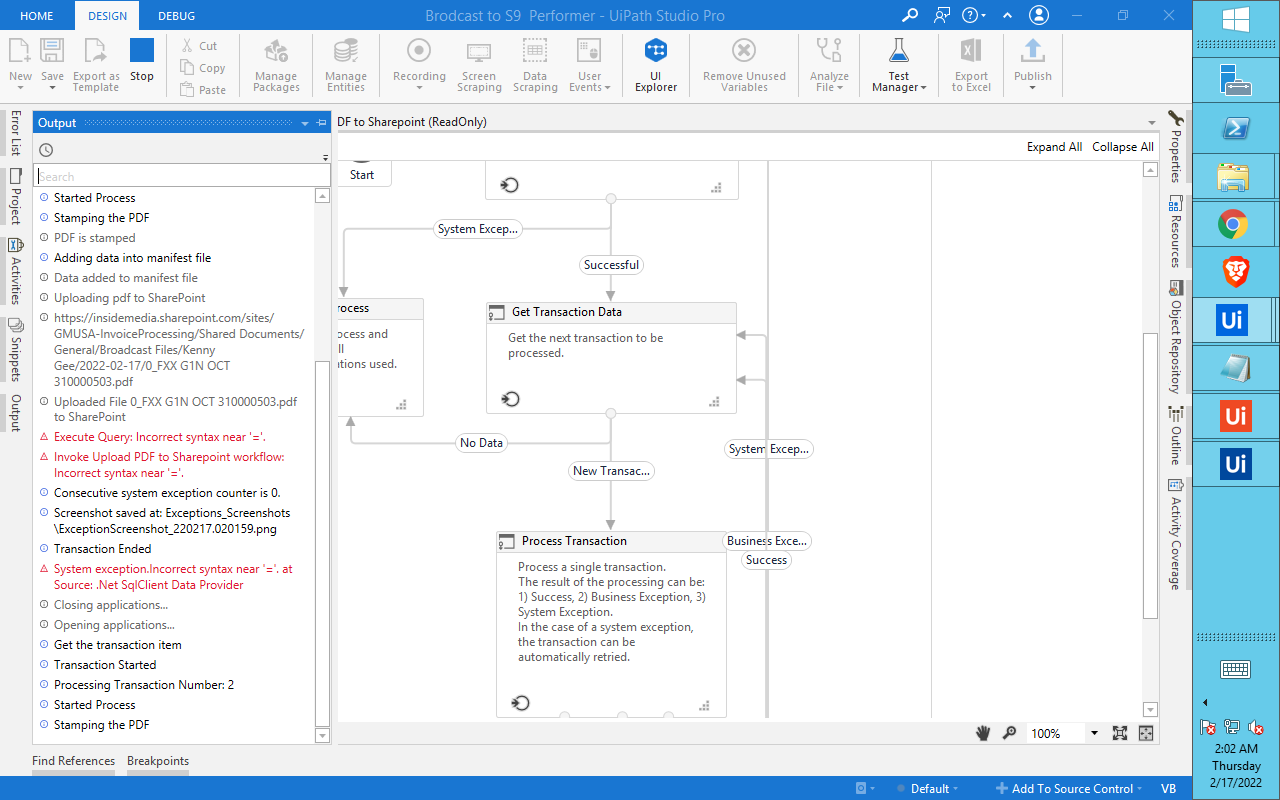 HOME
DESIGN
DEBUG
Brodcast to S9 Performer - UiPath Studio Pro
New
Save
Export as
Template
Stop
Cut
Copy
Paste
Manage
Packages
Manage
Entities
Recording
Screen
Scraping
Data
Scraping
User
Events
UI
Explorer
Remove Unused
Variables
Analyze
File
Test
Manager
Export
to Excel
Publish
Error List
Project
Activities
Snippets
Output
Output
Search
Started Process
Stamping the PDF
PDF is stamped
Adding data into manifest file
Data added to manifest file
Uploading pdf to SharePoint
https://insidemedia.sharepoint.com/sites/
GMUSA-InvoiceProcessing/Shared Documents/
General/Broadcast Files/Kenny
Gee/2022-02-17/0_FXX G1N OCT
310000503.pdf
Uploaded File 0_FXX G1N OCT 310000503.pdf
to SharePoint
Execute Query: Incorrect syntax near '='.
Invoke Upload PDF to Sharepoint workflow:
Incorrect syntax near '='.
Consecutive system exception counter is 0.
Screenshot saved at: Exceptions_Screenshots
\ExceptionScreenshot_220217.020159.png
Transaction Ended
System exception.Incorrect syntax near '='. at
Source: .Net SqlClient Data Provider
Closing applications...
Opening applications...
Get the transaction item
Transaction Started
Processing Transaction Number: 2
Started Process
Stamping the PDF
DF to Sharepoint (ReadOnly)
Expand All
Collapse All
Start
System Excep...
Successful
rocess
ocess and
ll
tions used.
Get Transaction Data
Get the next transaction to be
processed.
No Data
System Excep...
New Transac...
Process Transaction
Process a single transaction.
The result of the processing can be:
1) Success, 2) Business Exception, 3)
System Exception.
In the case of a system exception,
the transaction can be
automatically retried.
Business Exce...
Success
100%
Properties
Resources
Object Repository
Outline
Activity Coverage
Find References
Breakpoints
Default
Add To Source Control
VB
Ui
Ui
Ui
2:02 AM
Thursday
2/17/2022